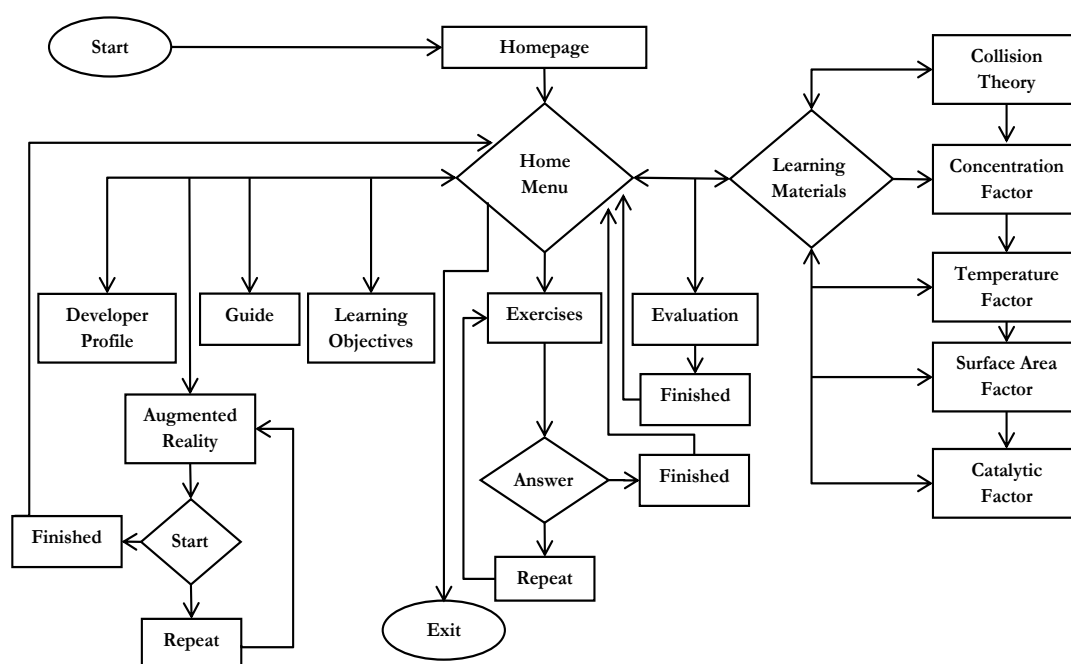 Start
Homepage
Collision
Theory
Home
Menu
Learning
Materials
Concentration
Factor
Developer
Profile
Guide
Learning
Objectives
Exercises
Evaluation
Temperature
Factor
Finished
Surface Area
Factor
Augmented
Reality
Answer
Finished
Catalytic
Factor
Finished
Start
Repeat
Repeat
Exit